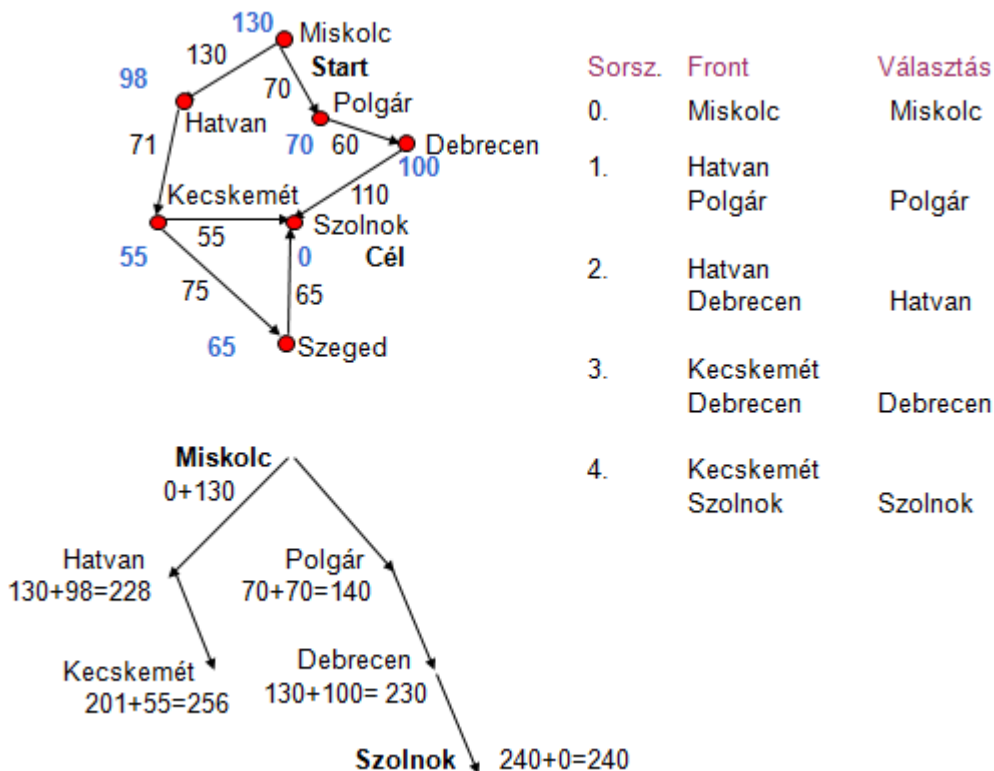 130
Miskolc
130
Start
98
70
Polgár
Hatvan
70
60
Debrecen
71
100
Kecskemét
110
Szolnok
55
55
0
Cél
75
65
65
Szeged
Sorsz. Front Választás
0. Miskolc Miskolc
1. Hatvan
Polgár Polgár
2. Hatvan
Debrecen Hatvan
3. Kecskemét
Debrecen Debrecen
4. Kecskemét
Szolnok Szolnok
Miskolc
0+130
Hatvan
130+98=228
Polgár
70+70=140
Kecskemét
201+55=256
Debrecen
130+100= 230
Szolnok 240+0=240